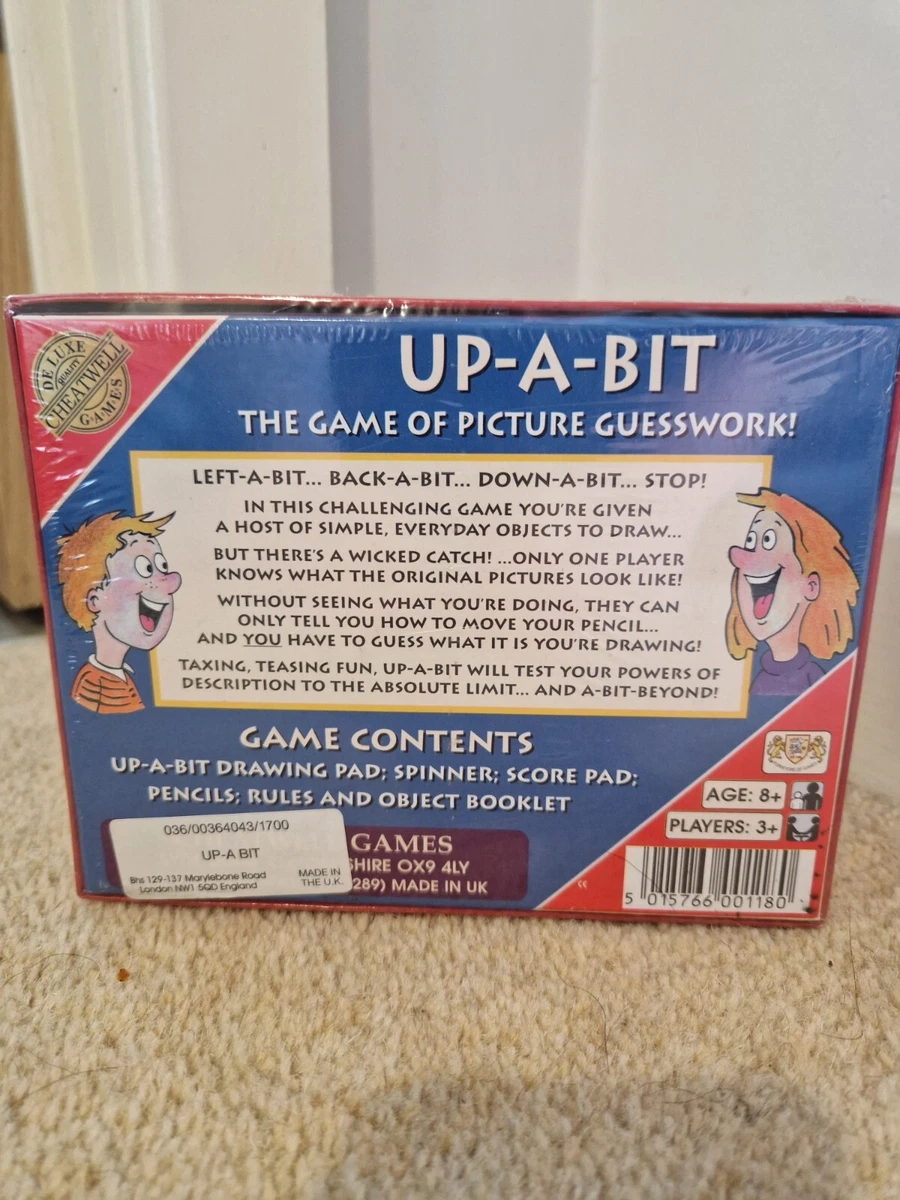 DE LUXE
QUALITY
CHEATWELL
GAMES
UP-A-BIT
THE GAME OF PICTURE GUESSWORK!
LEFT-A-BIT... BACK-A-BIT... DOWN-A-BIT... STOP!
IN THIS CHALLENGING GAME YOU'RE GIVEN
A HOST OF SIMPLE, EVERYDAY OBJECTS TO DRAW...
BUT THERE'S A WICKED CATCH! ...ONLY ONE PLAYER
KNOWS WHAT THE ORIGINAL PICTURES LOOK LIKE!
WITHOUT SEEING WHAT YOU'RE DOING, THEY CAN
ONLY TELL YOU HOW TO MOVE YOUR PENCIL...
AND YOU HAVE TO GUESS WHAT IT IS YOU'RE DRAWING!
TAXING, TEASING FUN, UP-A-BIT WILL TEST YOUR POWERS OF
DESCRIPTION TO THE ABSOLUTE LIMIT... AND A-BIT-BEYOND!
GAME CONTENTS
UP-A-BIT DRAWING PAD; SPINNER; SCORE PAD;
PENCILS; RULES AND OBJECT BOOKLET
AGE: 8+
PLAYERS: 3+
036/00364043/1700
UP-A BIT
Bhs 129-137 Marylebone Road
London NW1 5QD England
MADE IN
THE U.K.
GAMES
SHIRE OX9 4LY
289) MADE IN UK
5 015766 001180